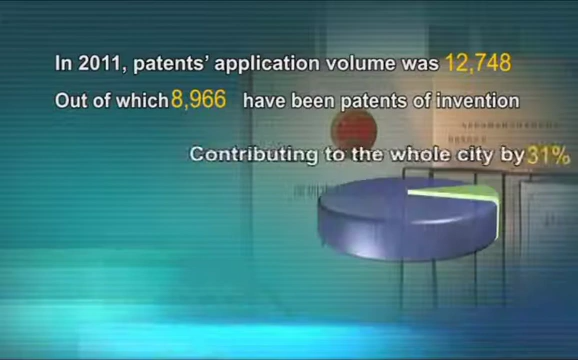 In 2011, patents' application volume was 12,748
Out of which 8,966 have been patents of invention
Contributing to the whole city by 31%